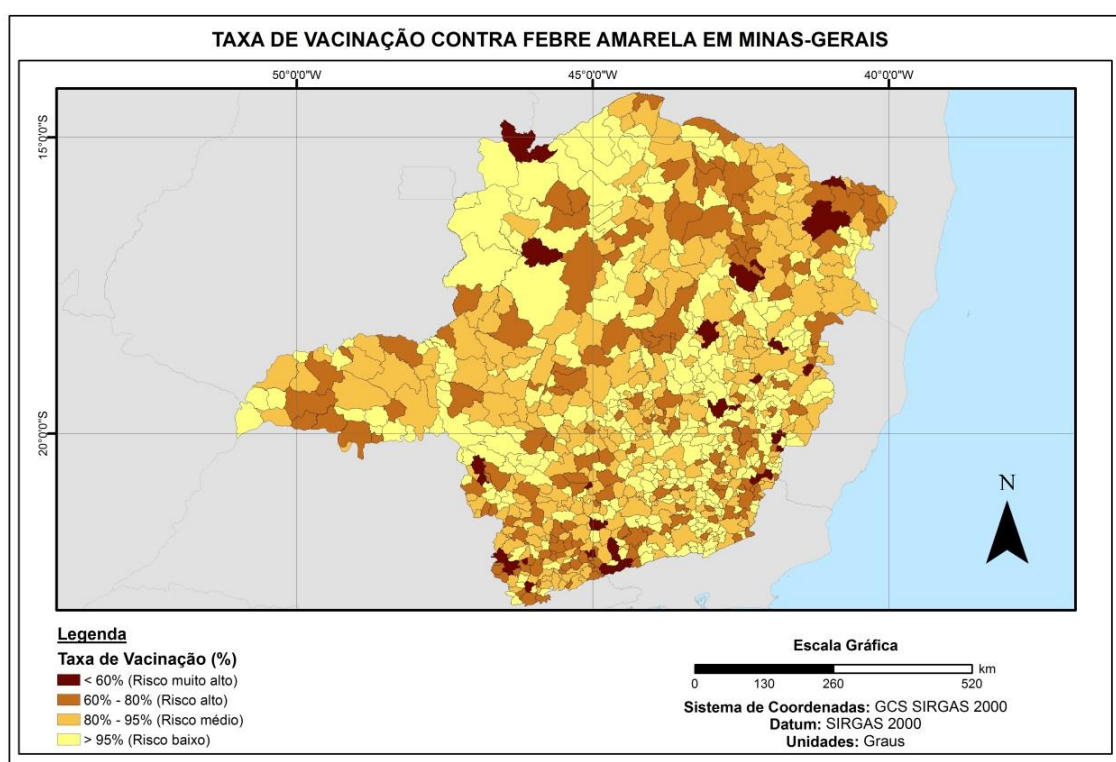 TAXA DE VACINAÇÃO CONTRA FEBRE AMARELA EM MINAS-GERAIS
50°0'0"W
45°0'0"W
40°0'0"W
15°0'0"S
20°0'0"S
N
Legenda
Taxa de Vacinação (%)
< 60% (Risco muito alto)
60% - 80% (Risco alto)
80% - 95% (Risco médio)
> 95% (Risco baixo)
Escala Gráfica
km
0 130 260 520
Sistema de Coordenadas: GCS SIRGAS 2000
Datum: SIRGAS 2000
Unidades: Graus